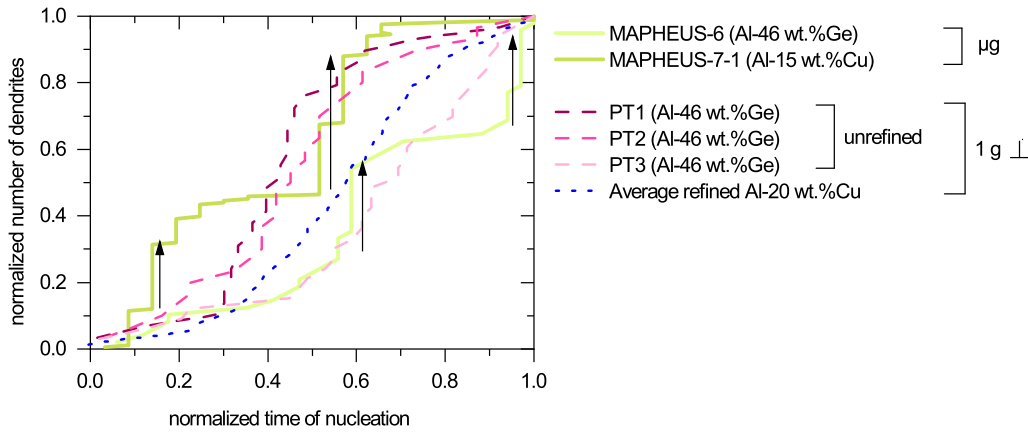 normalized number of dendrites
1.0
0.8
0.6
0.4
0.2
0.0
0.0 0.2 0.4 0.6 0.8 1.0
normalized time of nucleation
MAPHEUS-6 (Al-46 wt.%Ge)
MAPHEUS-7-1 (Al-15 wt.%Cu)
µg
PT1 (Al-46 wt.%Ge)
PT2 (Al-46 wt.%Ge)
PT3 (Al-46 wt.%Ge)
unrefined
Average refined Al-20 wt.%Cu
1 g ⊥